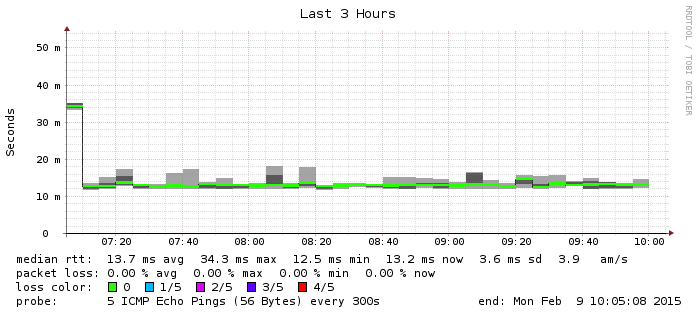 Last 3 Hours
RRDTOOL / TOBI OETIKER
Seconds
50 m
40 m
30 m
20 m
10 m
0
07:20 07:40 08:00 08:20 08:40 09:00 09:20 09:40 10:00
median rtt: 13.7 ms avg 34.3 ms max 12.5 ms min 13.2 ms now 3.6 ms sd 3.9 am/s
packet loss: 0.00 % avg 0.00 % max 0.00 % min 0.00 % now
loss color: 0 1/5 2/5 3/5 4/5
probe: 5 ICMP Echo Pings (56 Bytes) every 300s end: Mon Feb 9 10:05:08 2015